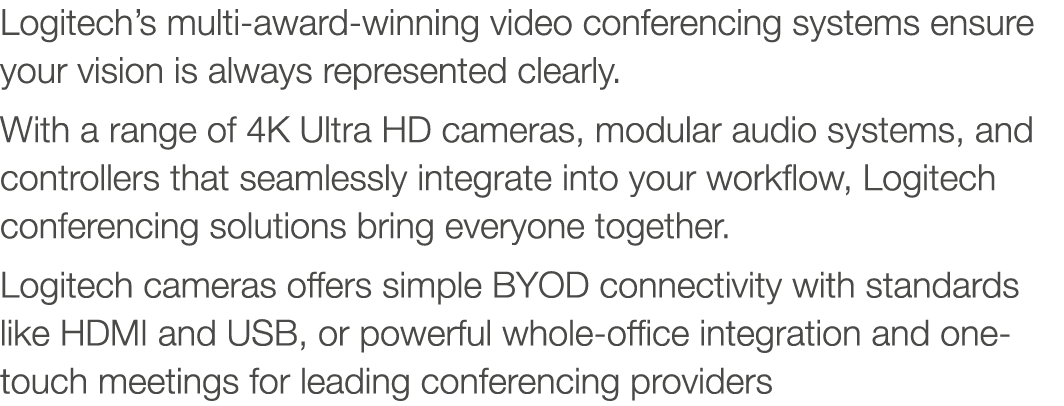 Logitech’s multi-award-winning video conferencing systems ensure
your vision is always represented clearly.
With a range of 4K Ultra HD cameras, modular audio systems, and
controllers that seamlessly integrate into your workflow, Logitech
conferencing solutions bring everyone together.
Logitech cameras offers simple BYOD connectivity with standards
like HDMI and USB, or powerful whole-office integration and one-
touch meetings for leading conferencing providers